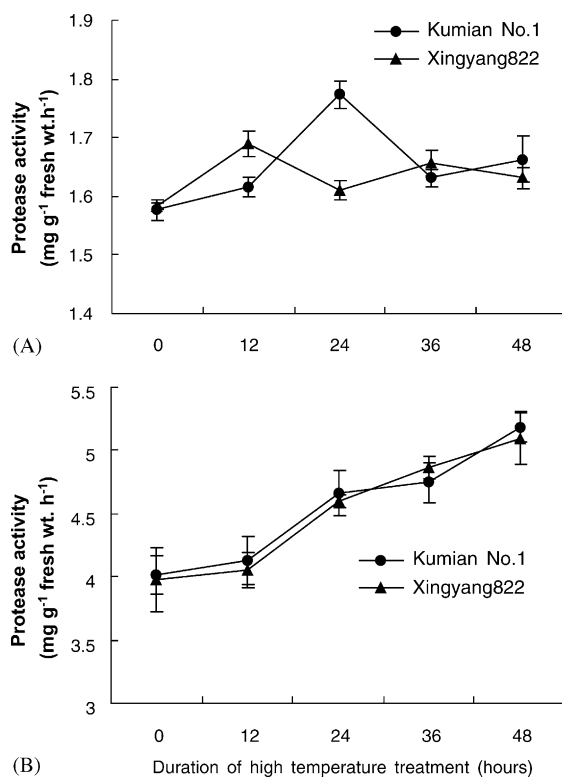 1.9
1.8
1.7
1.6
1.5
1.4
Protease activity
(mg g⁻¹ fresh wt.h⁻¹)
Kumian No.1
Xingyang822
0 12 24 36 48
(A)
5.5
5
4.5
4
3.5
3
Protease activity
(mg g⁻¹ fresh wt. h⁻¹)
Kumian No.1
Xingyang822
0 12 24 36 48
(B)
Duration of high temperature treatment (hours)